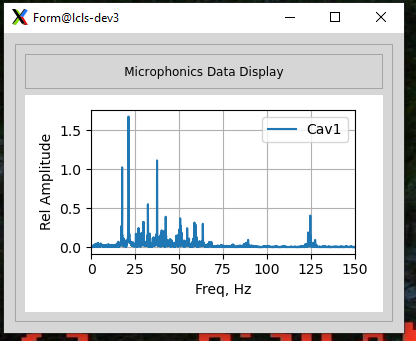 Form@lcls-dev3
Microphonics Data Display
Cav1
Rel Amplitude
1.5
1.0
0.5
0.0
0 25 50 75 100 125 150
Freq, Hz